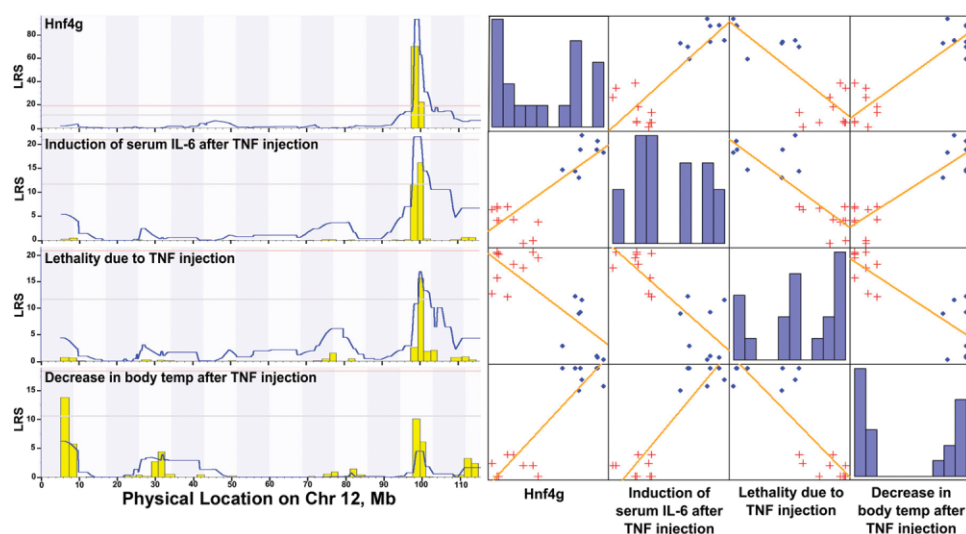 Hnf4g
LRS
80
60
40
20
0
Induction of serum IL-6 after TNF injection
LRS
20
15
10
5
0
Lethality due to TNF injection
LRS
20
15
10
5
0
Decrease in body temp after TNF injection
LRS
15
10
5
0
0 10 20 30 40 50 60 70 80 90 100 110
Physical Location on Chr 12, Mb
Hnf4g
Induction of
serum IL-6 after
TNF injection
Lethality due to
TNF injection
Decrease in
body temp after
TNF injection